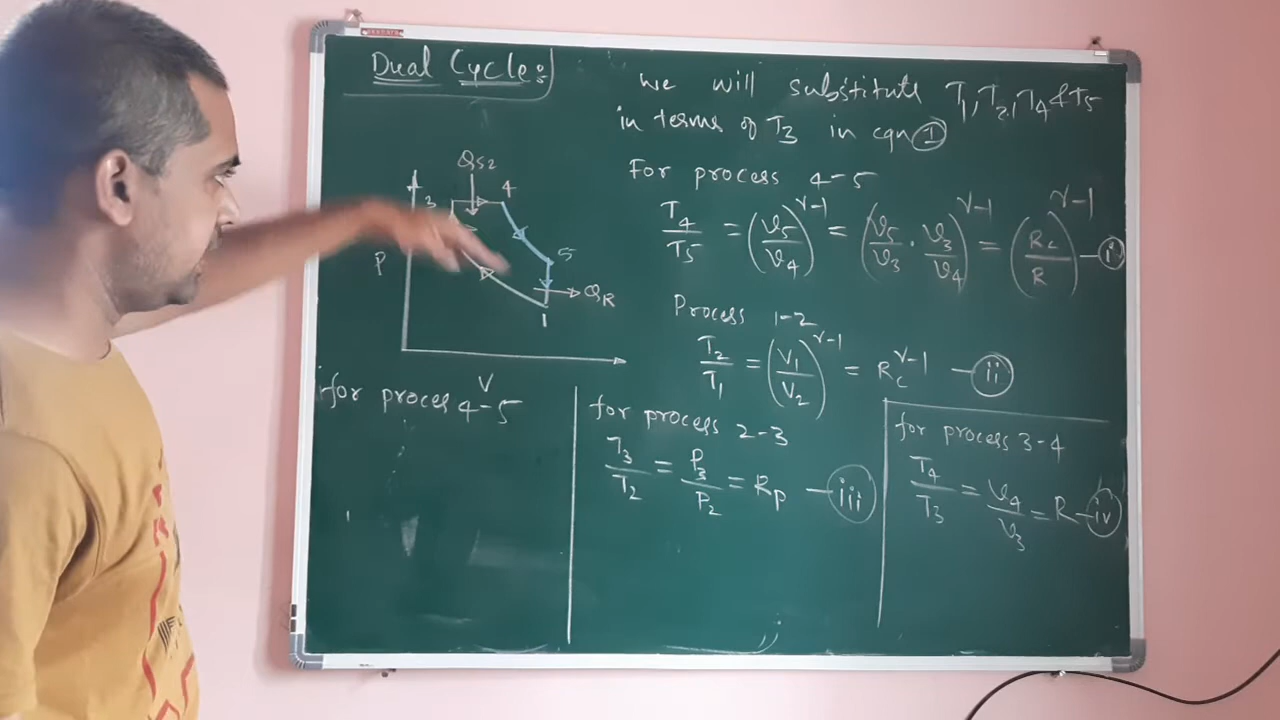 Dual Cycle:
we will substitute T1, T2, T4 & T5
in terms of T3 in eqn ①
QS2
3 4
P
5
QR
1
V
For process 4-5
T4/T5 = (v5/v4)^γ-1 = (v5/v3 . v3/v4)^γ-1 = (Rc/R)^γ-1 — i
Process 1-2
T2/T1 = (V1/V2)^γ-1 = Rc^γ-1 — ii
for proces 4-5
for process 2-3
T3/T2 = P3/P2 = Rp — iii
for process 3-4
T4/T3 = v4/v3 = R — iv